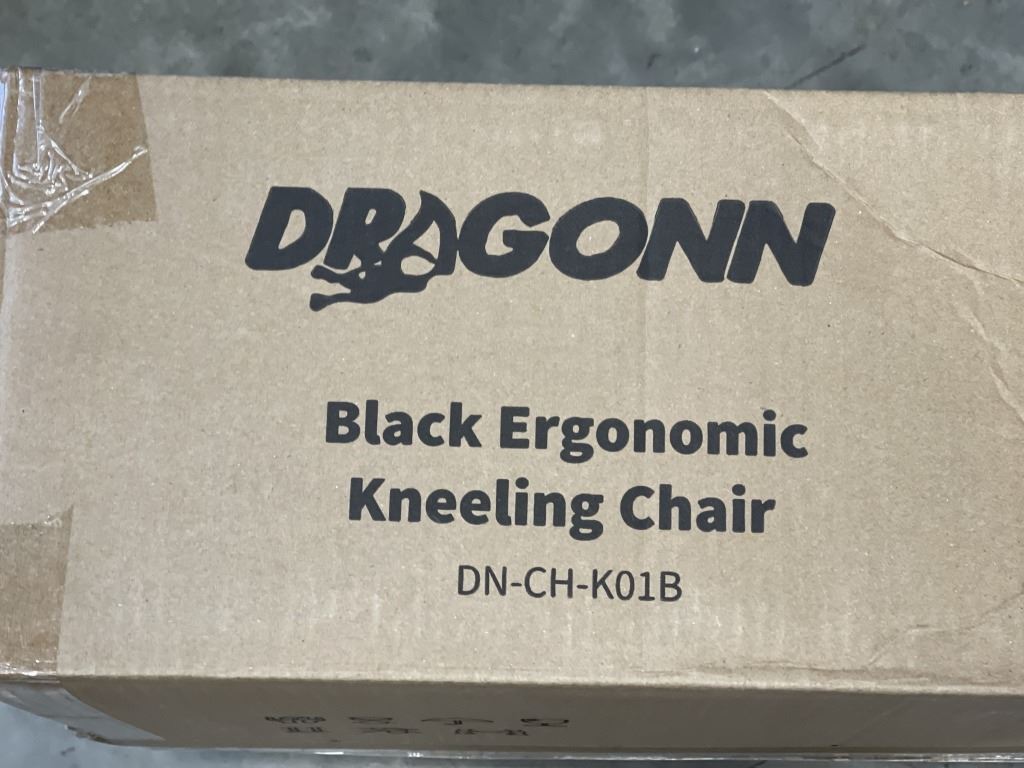 DRAGONN
Black Ergonomic
Kneeling Chair
DN-CH-K01B